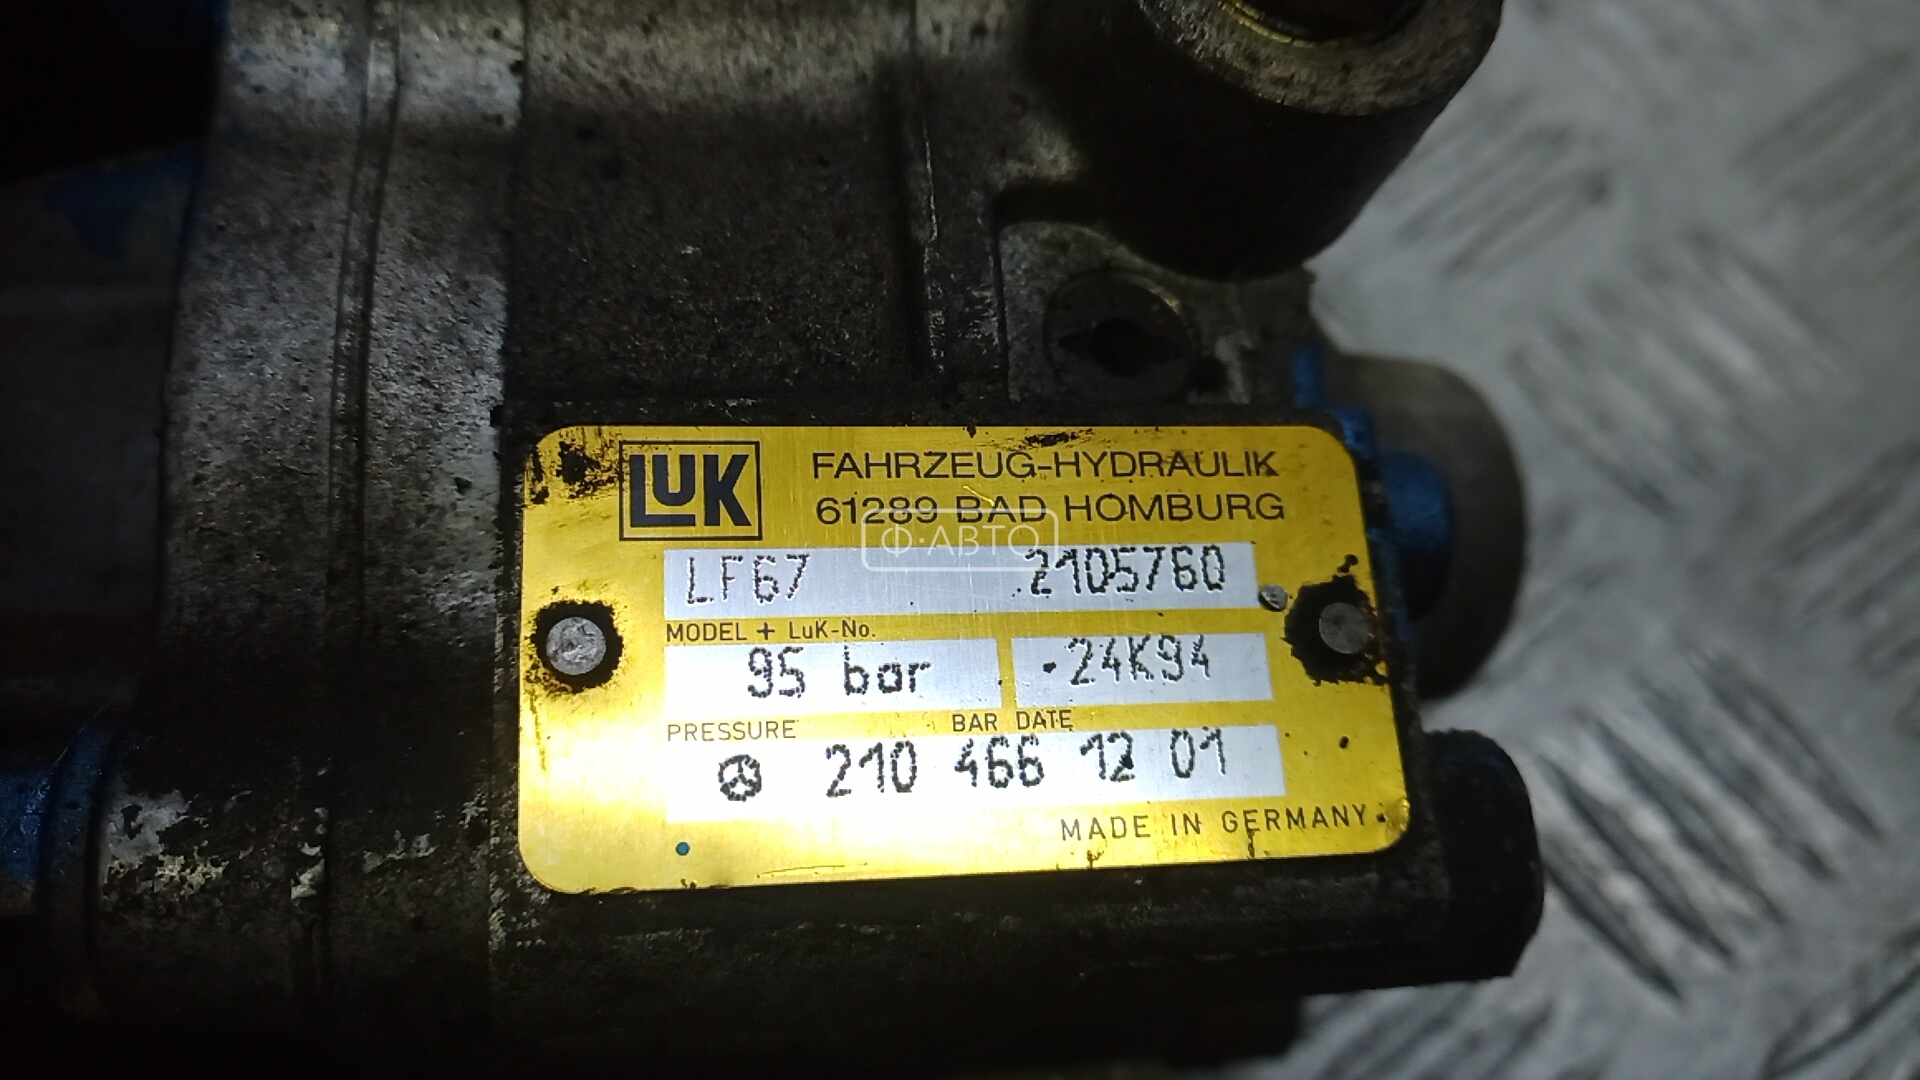 LuK
FAHRZEUG-HYDRAULIK
61289 BAD HOMBURG
Ф·АВТО
LF67 2105760
MODEL + LuK-No.
95 bar ·24K94
PRESSURE BAR DATE
210 466 12 01
MADE IN GERMANY